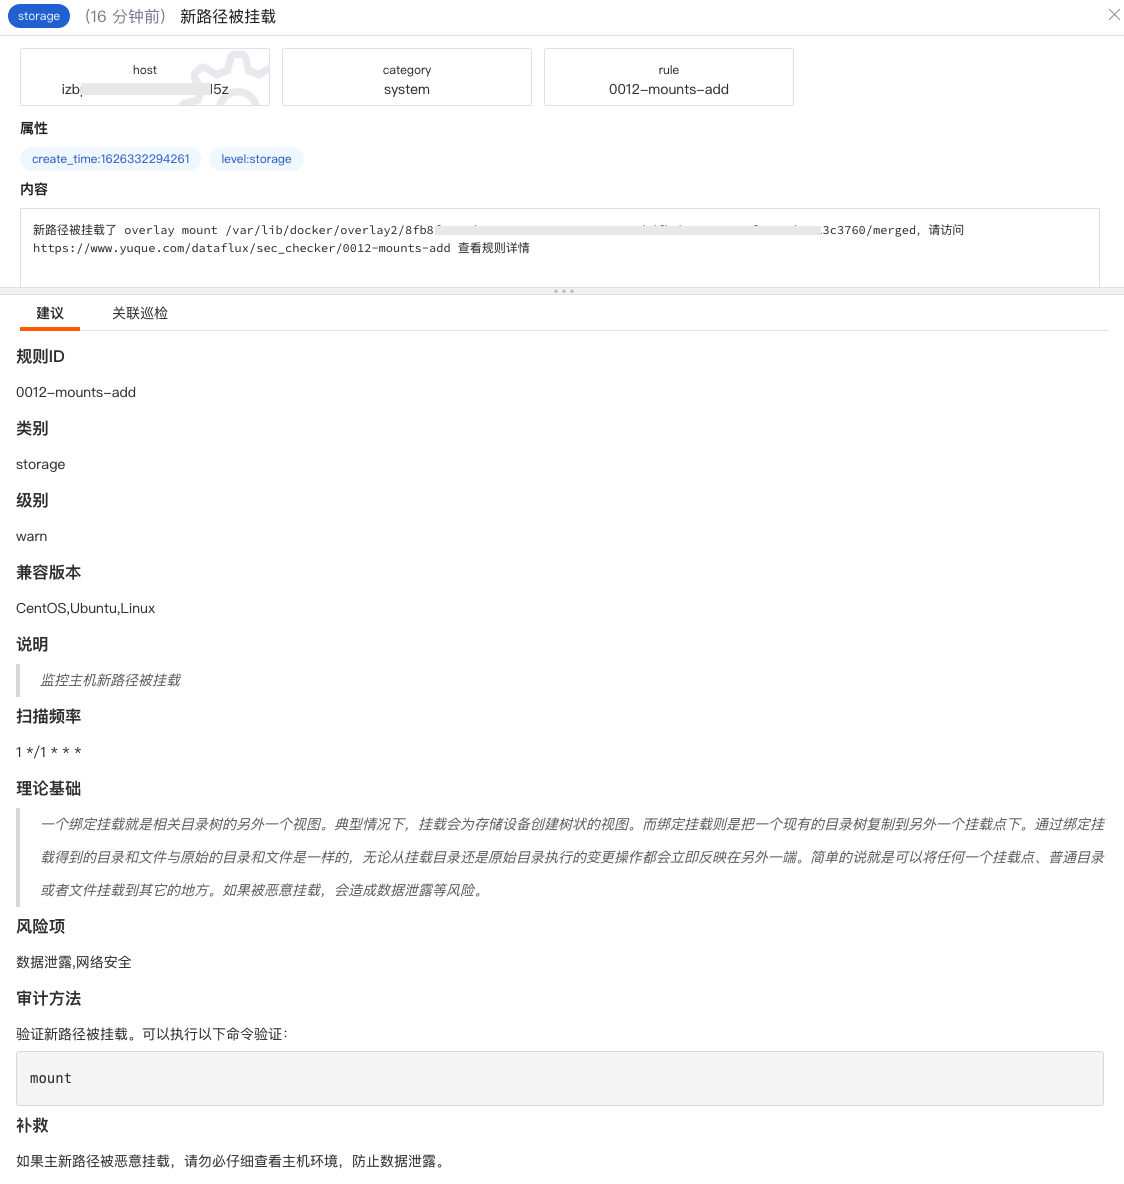 storage (16 分钟前) 新路径被挂载
host
category
system
rule
0012-mounts-add
属性
create_time:1626332294261 level:storage
内容
新路径被挂载了 overlay mount /var/lib/docker/overlay2/8fb8 3c3760/merged, 请访问
https://www.yuque.com/dataflux/sec_checker/0012-mounts-add 查看规则详情
建议 关联巡检
规则ID
0012-mounts-add
类别
storage
级别
warn
兼容版本
CentOS,Ubuntu,Linux
说明
监控主机新路径被挂载
扫描频率
1 */1 * * *
理论基础
一个绑定挂载就是相关目录树的另外一个视图。典型情况下，挂载会为存储设备创建树状的视图。而绑定挂载则是把一个现有的目录树复制到另外一个挂载点下。通过绑定挂
载得到的目录和文件与原始的目录和文件是一样的，无论从挂载目录还是原始目录执行的变更操作都会立即反映在另外一端。简单的说就是可以将任何一个挂载点、普通目录
或者文件挂载到其它的地方。如果被恶意挂载，会造成数据泄露等风险。
风险项
数据泄露,网络安全
审计方法
验证新路径被挂载。可以执行以下命令验证：
mount
补救
如果主新路径被恶意挂载，请勿必仔细查看主机环境，防止数据泄露。